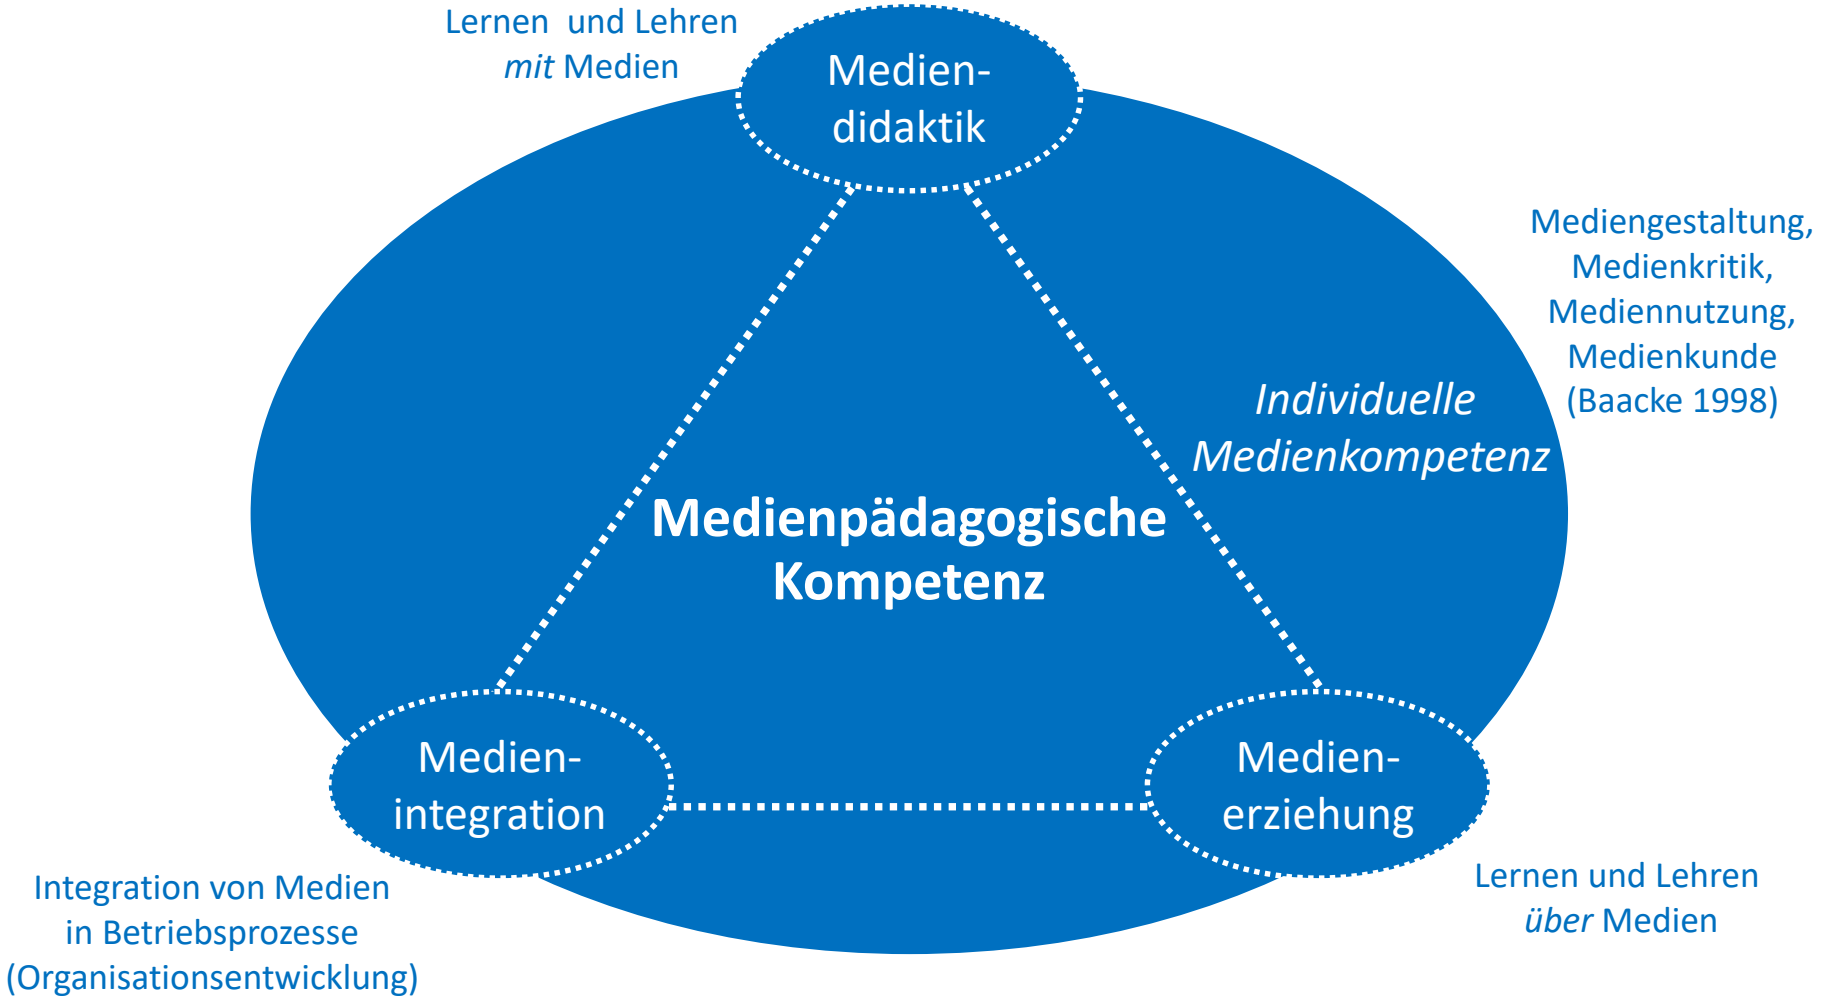 Lernen und Lehren
mit Medien
Medien-
didaktik
Mediengestaltung,
Medienkritik,
Mediennutzung,
Medienkunde
(Baacke 1998)
Individuelle
Medienkompetenz
Medienpädagogische
Kompetenz
Medien-
integration
Medien-
erziehung
Integration von Medien
in Betriebsprozesse
(Organisationsentwicklung)
Lernen und Lehren
über Medien